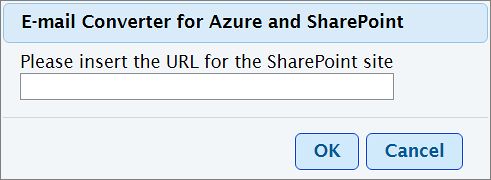 E-mail Converter for Azure and SharePoint
Please insert the URL for the SharePoint site
OK
Cancel